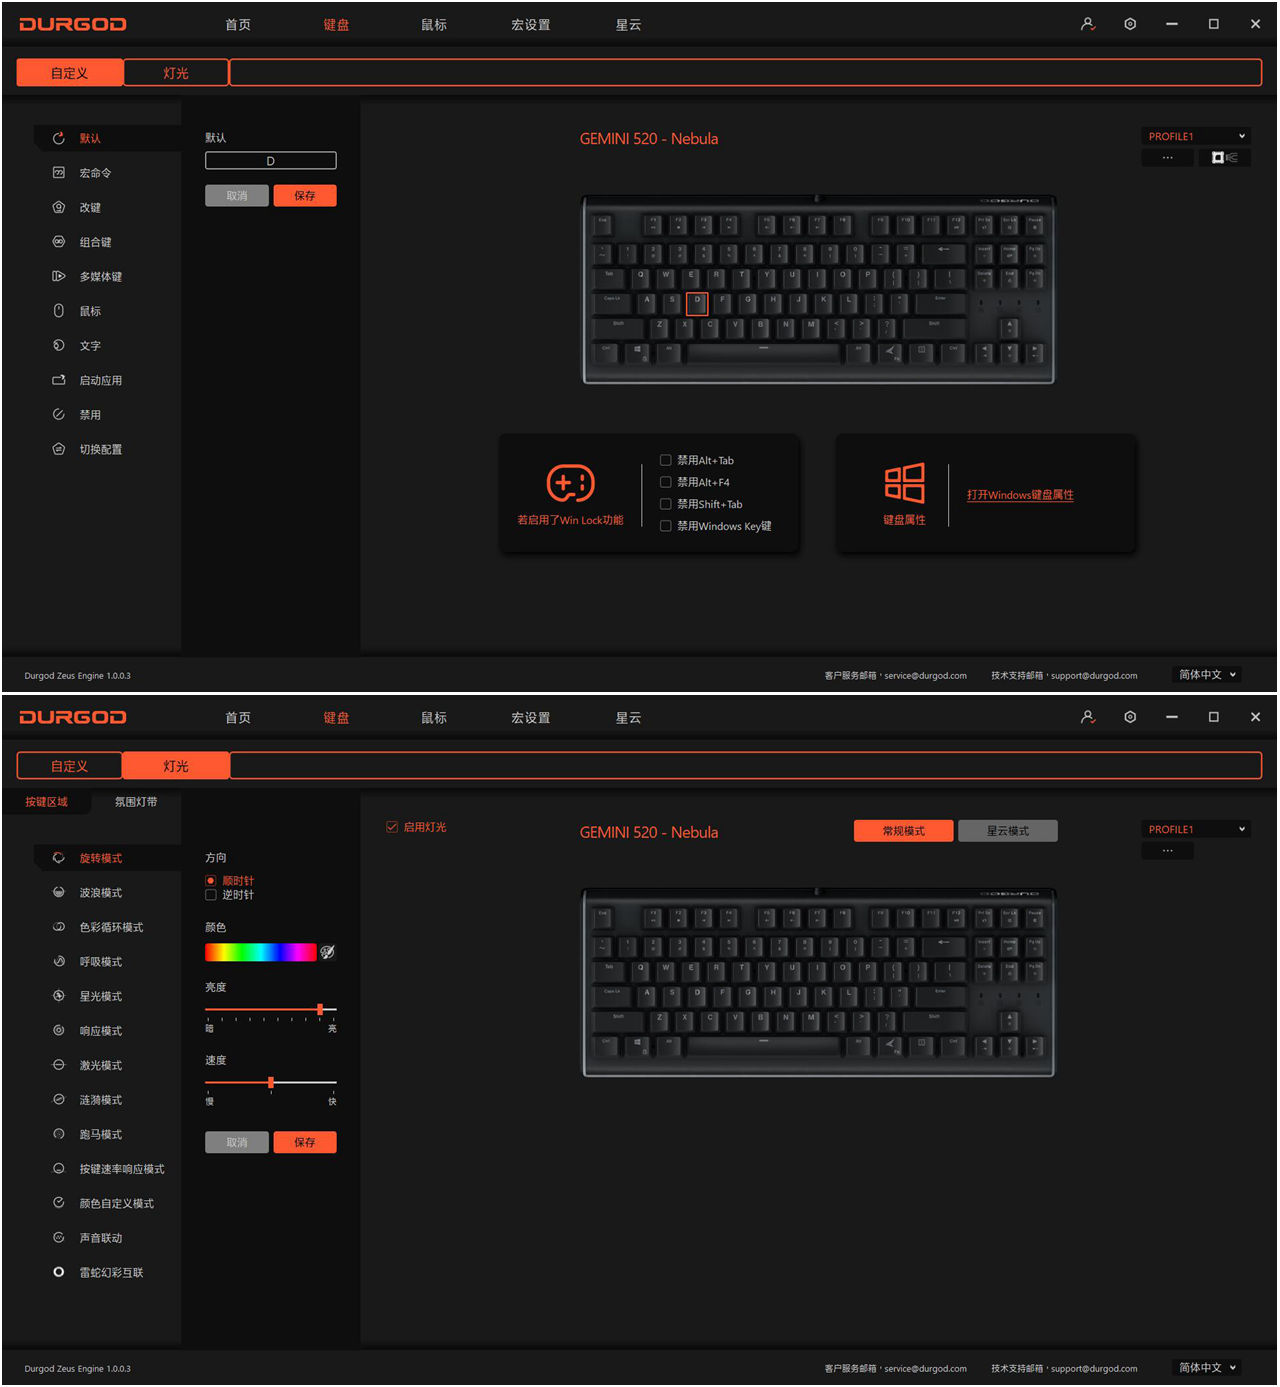 DURGOD
首页 键盘 鼠标 宏设置 星云
自定义 灯光
默认
宏命令
改键
组合键
多媒体键
鼠标
文字
启动应用
禁用
切换配置
默认
D
取消 保存
GEMINI 520 - Nebula
PROFILE1
...
若启用了Win Lock功能
禁用Alt+Tab
禁用Alt+F4
禁用Shift+Tab
禁用Windows Key键
键盘属性
打开Windows键盘属性
Durgod Zeus Engine 1.0.0.3
客户服务邮箱,service@durgod.com 技术支持邮箱,support@durgod.com
简体中文
DURGOD
首页 键盘 鼠标 宏设置 星云
自定义 灯光
按键区域 氛围灯带
旋转模式
波浪模式
色彩循环模式
呼吸模式
星光模式
响应模式
激光模式
涟漪模式
跑马模式
按键速率响应模式
颜色自定义模式
声音联动
雷蛇幻彩互联
方向
顺时针
逆时针
颜色
亮度
暗 亮
速度
慢 快
取消 保存
启用灯光
GEMINI 520 - Nebula
常规模式 星云模式
PROFILE1
...
Durgod Zeus Engine 1.0.0.3
客户服务邮箱,service@durgod.com 技术支持邮箱,support@durgod.com
简体中文